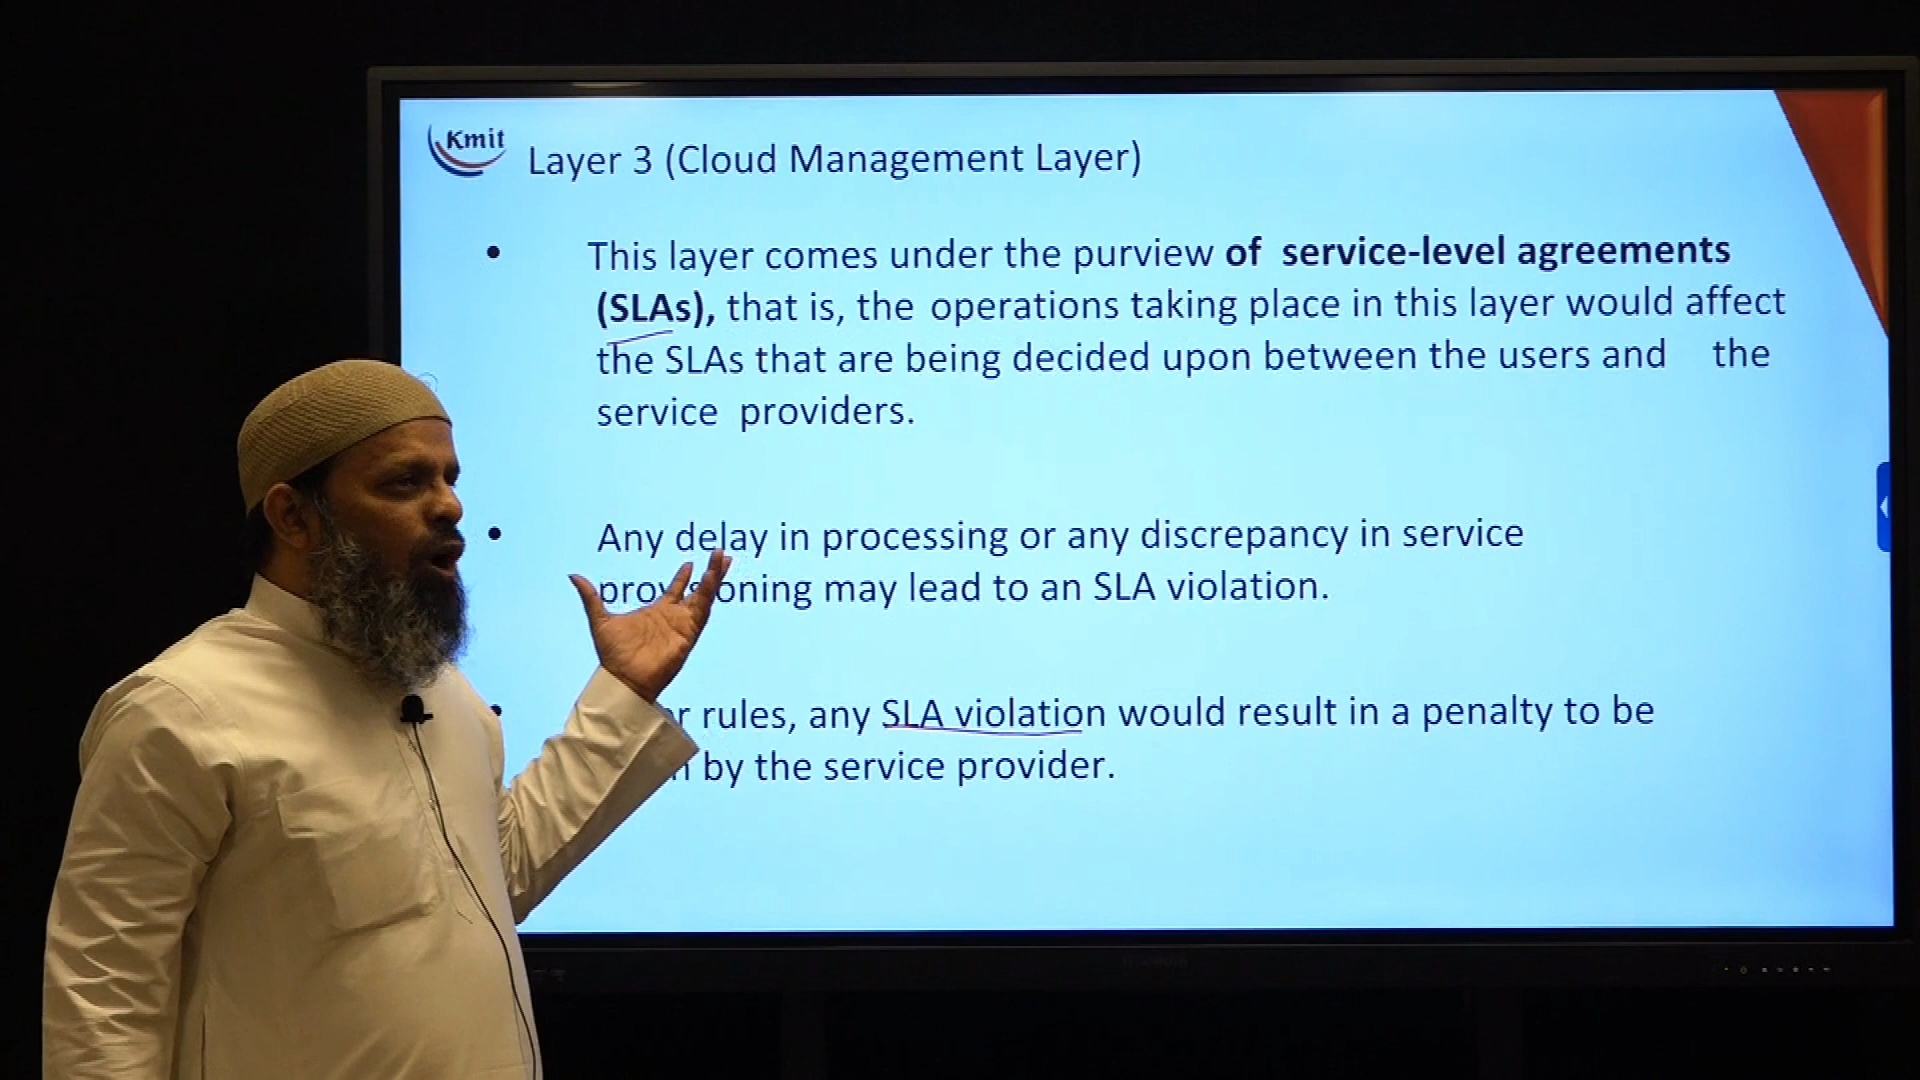 Kmit
Layer 3 (Cloud Management Layer)
• This layer comes under the purview of service-level agreements
(SLAs), that is, the operations taking place in this layer would affect
the SLAs that are being decided upon between the users and the
service providers.
• Any delay in processing or any discrepancy in service
provisioning may lead to an SLA violation.
• rules, any SLA violation would result in a penalty to be
by the service provider.